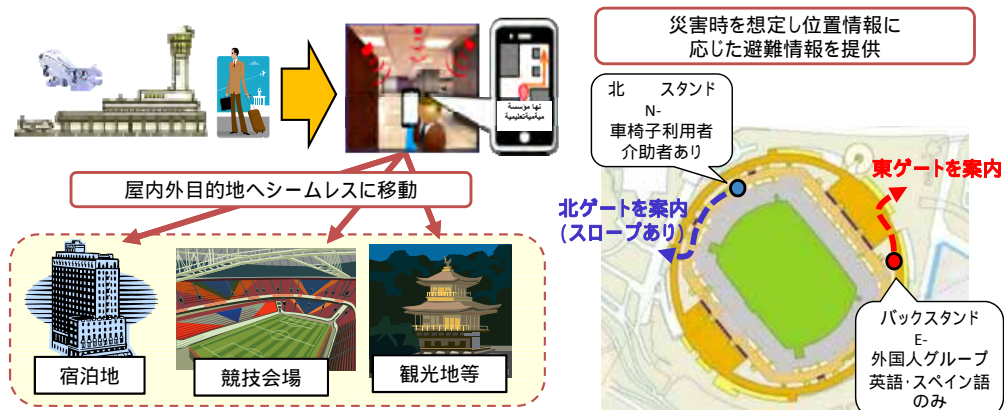 災害時を想定し位置情報に
応じた避難情報を提供
نها مؤسسة
ميميةتعليمية
北　　スタンド
N-
車椅子利用者
介助者あり
屋内外目的地へシームレスに移動
東ゲートを案内
北ゲートを案内
(スロープあり)
バックスタンド
E-
外国人グループ
英語・スペイン語
のみ
宿泊地
競技会場
観光地等